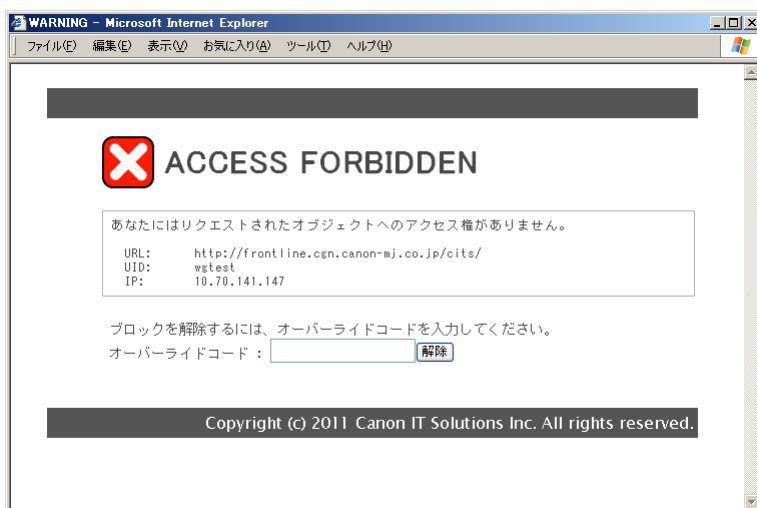 WARNING - Microsoft Internet Explorer
ファイル(F) 編集(E) 表示(V) お気に入り(A) ツール(T) ヘルプ(H)
ACCESS FORBIDDEN
あなたにはリクエストされたオブジェクトへのアクセス権がありません。
URL: http://frontline.cgn.canon-mj.co.jp/cits/
UID: wgtest
IP: 10.70.141.147
ブロックを解除するには、オーバーライドコードを入力してください。
オーバーライドコード : 解除
Copyright (c) 2011 Canon IT Solutions Inc. All rights reserved.